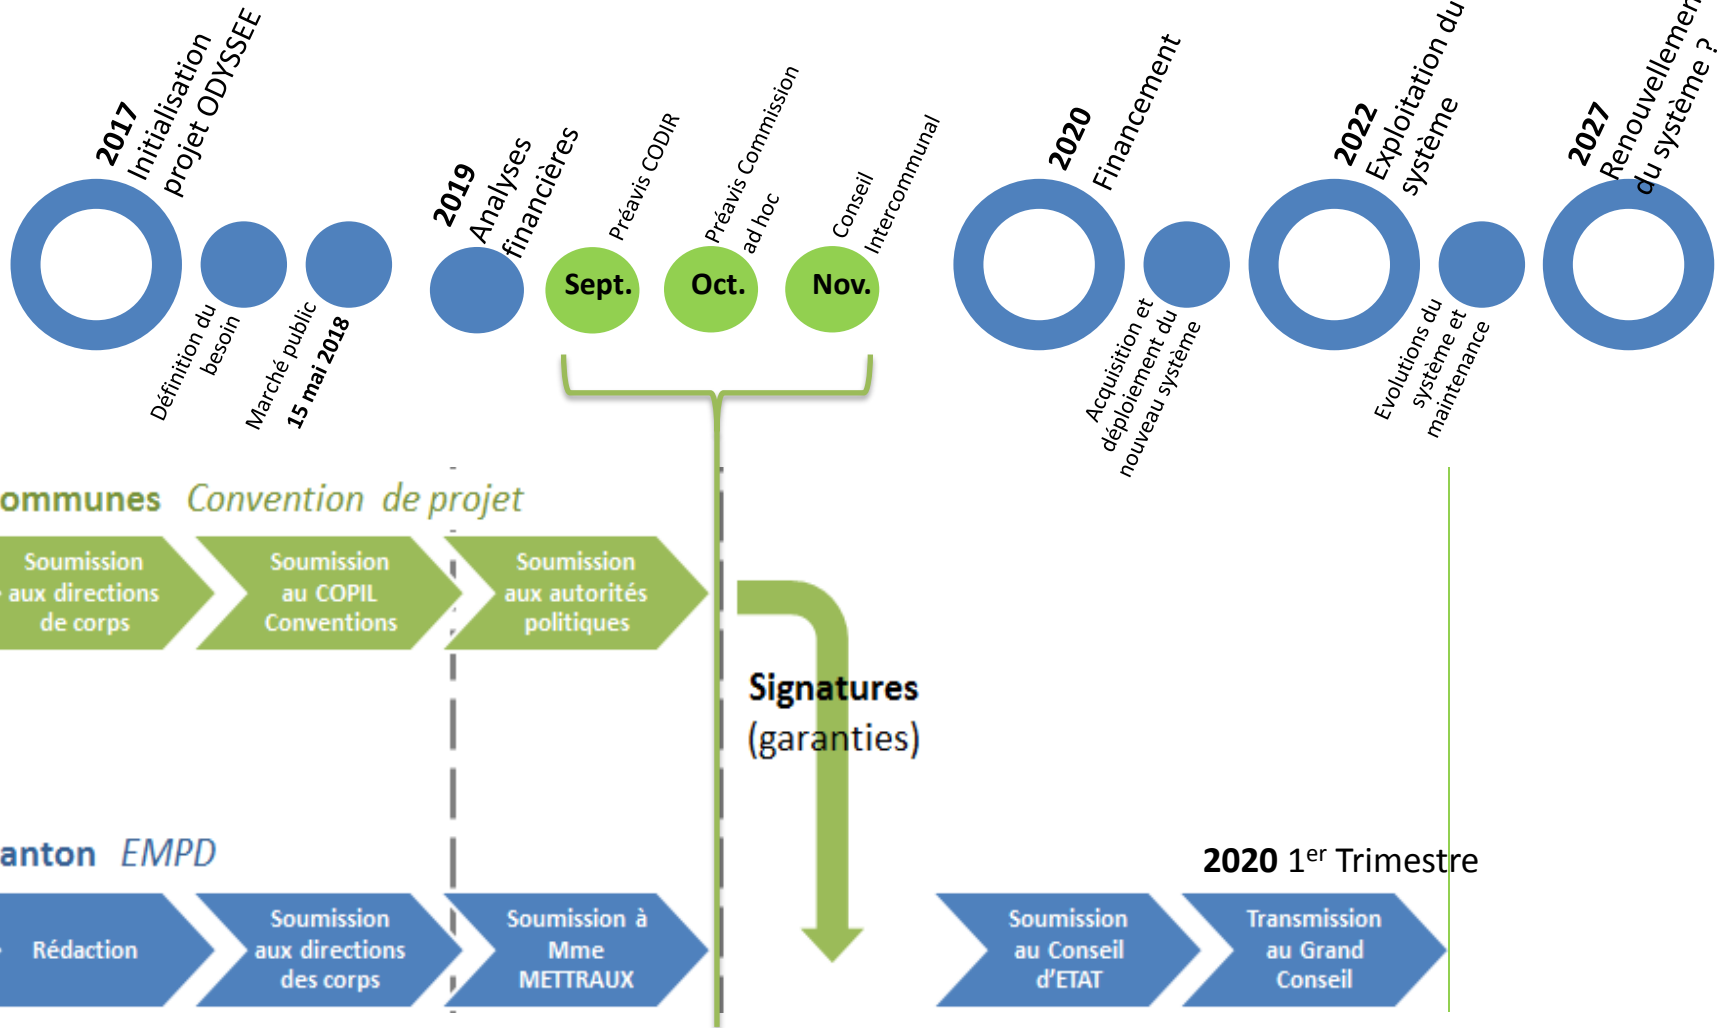 2017
Initialisation
projet ODYSSEE
Définition du
besoin
Marché public
15 mai 2018
2019
Analyses
financières
Sept.
Préavis CODIR
Oct.
Préavis Commission
ad hoc
Nov.
Conseil
Intercommunal
2020
Financement
Acquisition et
déploiement du
nouveau système
2022
Exploitation du
système
Evolutions du
système et
maintenance
2027
Renouvellemen
du système ?
ommunes Convention de projet
Soumission
aux directions
de corps
Soumission
au COPIL
Conventions
Soumission
aux autorités
politiques
Signatures
(garanties)
anton EMPD
2020 1er Trimestre
Rédaction
Soumission
aux directions
des corps
Soumission à
Mme
METTRAUX
Soumission
au Conseil
d'ETAT
Transmission
au Grand
Conseil